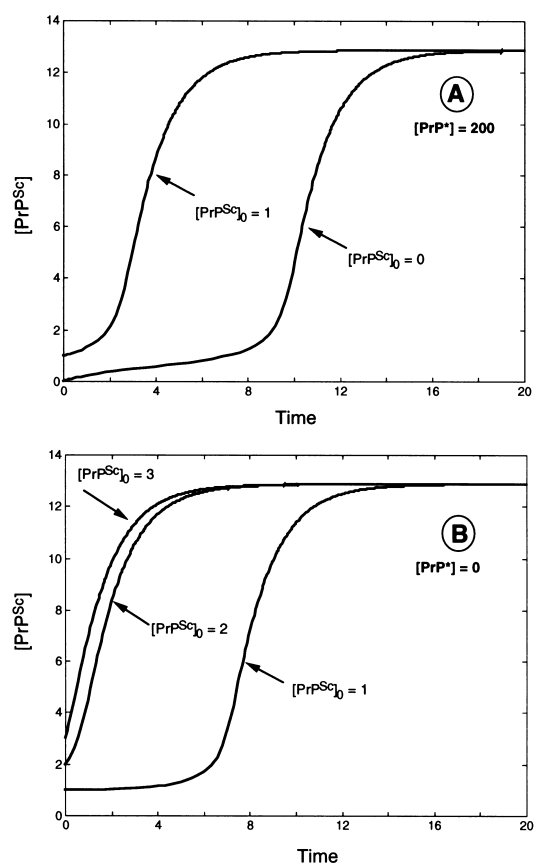 14
12
10
8
6
4
2
0
[PrPSc]
A
[PrP*] = 200
[PrPSc]0 = 1
[PrPSc]0 = 0
0 4 8 12 16 20
Time
14
12
10
8
6
4
2
0
[PrPSc]
[PrPSc]0 = 3
B
[PrP*] = 0
[PrPSc]0 = 2
[PrPSc]0 = 1
0 2 4 8 12 16 20
Time